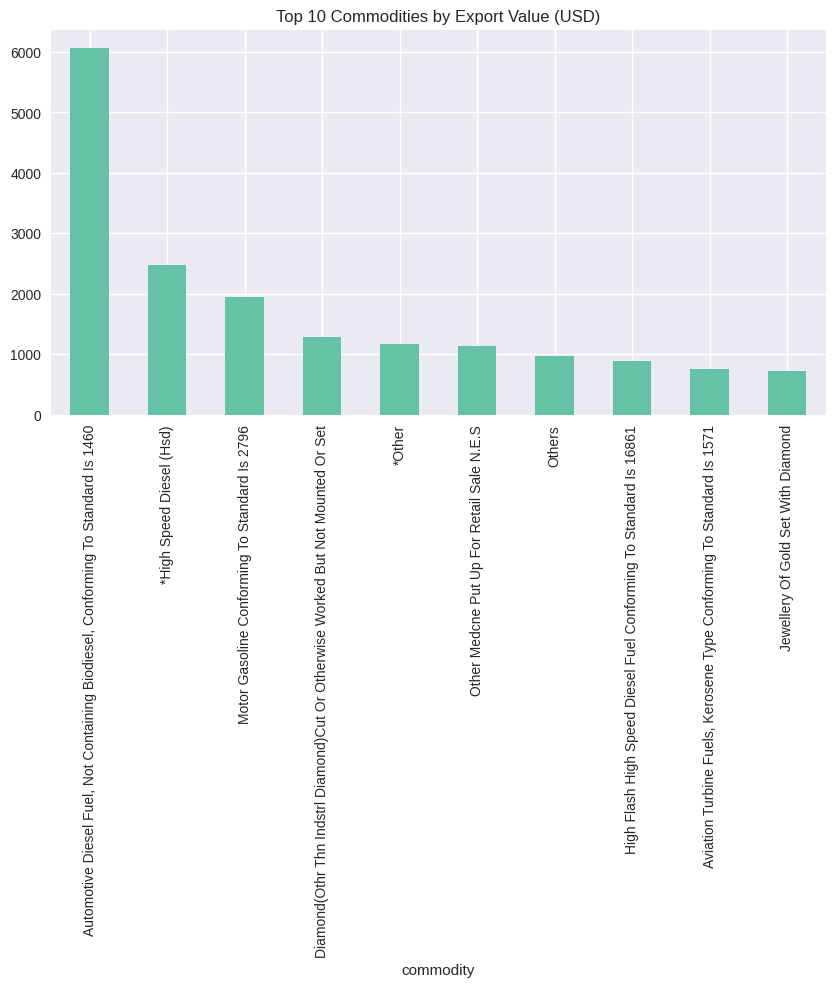 Top 10 Commodities by Export Value (USD)
6000
5000
4000
3000
2000
1000
0
Automotive Diesel Fuel, Not Containing Biodiesel, Conforming To Standard Is 1460
*High Speed Diesel (Hsd)
Motor Gasoline Conforming To Standard Is 2796
Diamond(Othr Thn Indstrl Diamond)Cut Or Otherwise Worked But Not Mounted Or Set
*Other
Other Medcne Put Up For Retail Sale N.E.S
Others
High Flash High Speed Diesel Fuel Conforming To Standard Is 16861
Aviation Turbine Fuels, Kerosene Type Conforming To Standard Is 1571
Jewellery Of Gold Set With Diamond
commodity